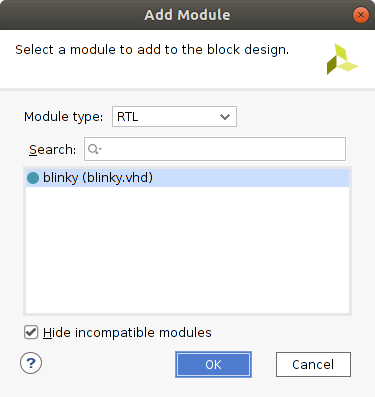 Add Module
Select a module to add to the block design.
Module type: RTL
Search:
blinky (blinky.vhd)
Hide incompatible modules
?
OK
Cancel